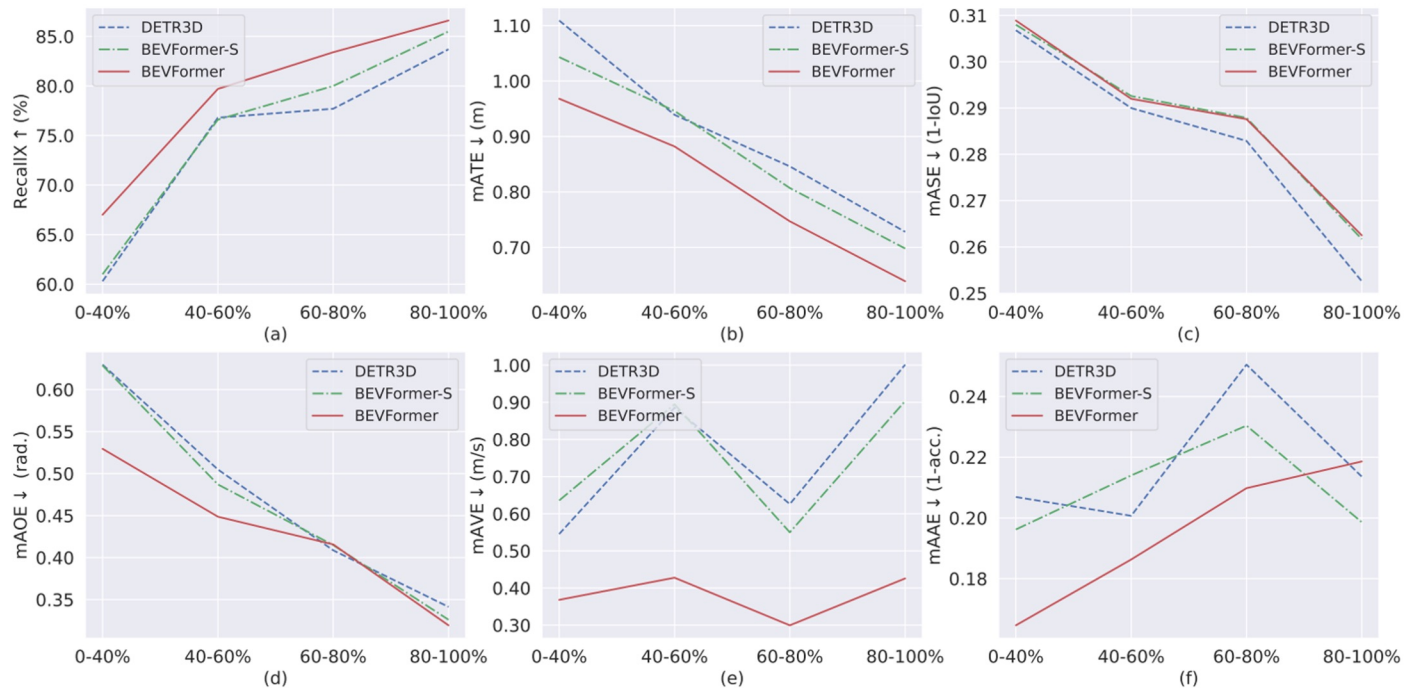 RecallX ↑ (%)
85.0
80.0
75.0
70.0
65.0
60.0
DETR3D
BEVFormer-S
BEVFormer
0-40% 40-60% 60-80% 80-100%
(a)
mATE ↓ (m)
1.10
1.00
0.90
0.80
0.70
DETR3D
BEVFormer-S
BEVFormer
0-40% 40-60% 60-80% 80-100%
(b)
mASE ↓ (1-IoU)
0.31
0.30
0.29
0.28
0.27
0.26
0.25
DETR3D
BEVFormer-S
BEVFormer
0-40% 40-60% 60-80% 80-100%
(c)
mAOE↓ (rad.)
0.60
0.55
0.50
0.45
0.40
0.35
DETR3D
BEVFormer-S
BEVFormer
0-40% 40-60% 60-80% 80-100%
(d)
mAVE ↓ (m/s)
1.00
0.90
0.80
0.70
0.60
0.50
0.40
0.30
DETR3D
BEVFormer-S
BEVFormer
0-40% 40-60% 60-80% 80-100%
(e)
mAAE ↓ (1-acc.)
0.24
0.22
0.20
0.18
DETR3D
BEVFormer-S
BEVFormer
0-40% 40-60% 60-80% 80-100%
(f)